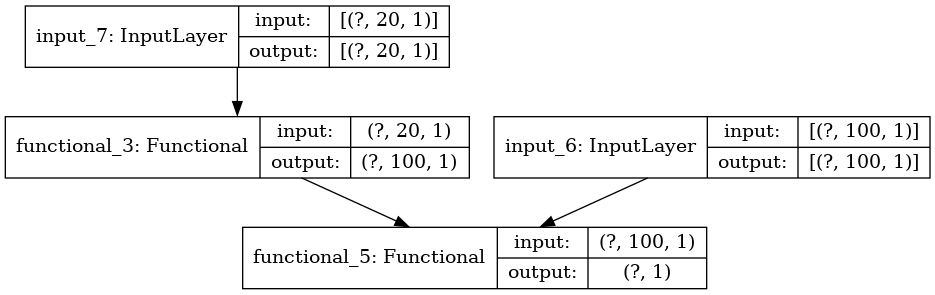 input_7: InputLayer
input: [(?, 20, 1)]
output: [(?, 20, 1)]
functional_3: Functional
input: (?, 20, 1)
output: (?, 100, 1)
input_6: InputLayer
input: [(?, 100, 1)]
output: [(?, 100, 1)]
functional_5: Functional
input: (?, 100, 1)
output: (?, 1)